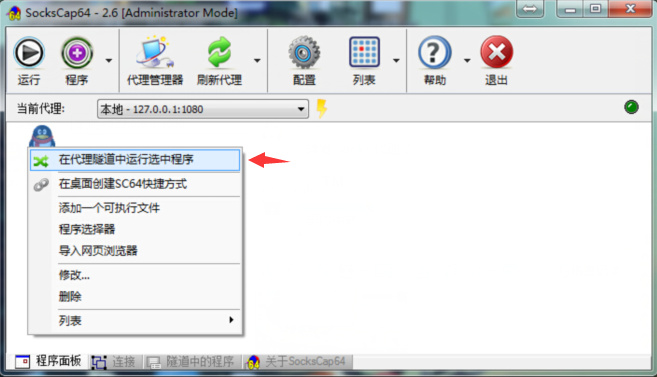 SocksCap64 - 2.6 [Administrator Mode]
运行 程序 代理管理器 刷新代理 配置 列表 帮助 退出
当前代理: 本地 - 127.0.0.1:1080
在代理隧道中运行选中程序
在桌面创建SC64快捷方式
添加一个可执行文件
程序选择器
导入网页浏览器
修改...
删除
列表
程序面板 连接 隧道中的程序 关于SocksCap64